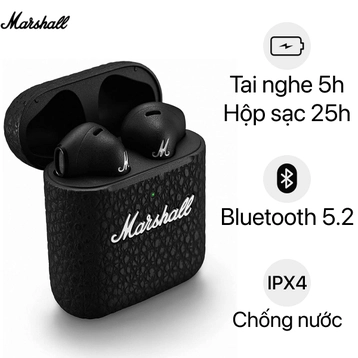 Marshall
Tai nghe 5h
Hộp sạc 25h
Marshall
M
Bluetooth 5.2
IPX4
Chống nước